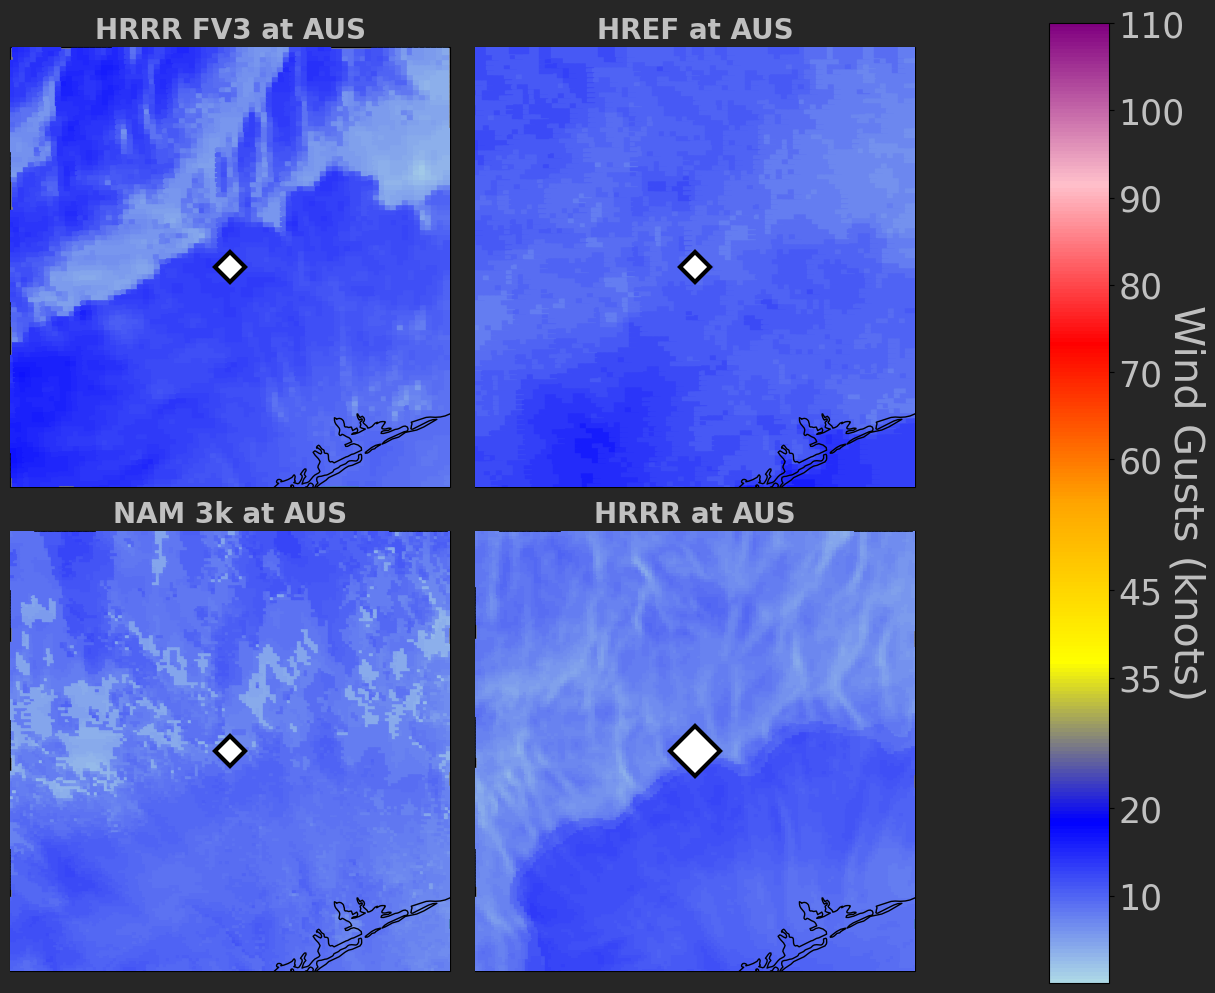 HRRR FV3 at AUS
HREF at AUS
NAM 3k at AUS
HRRR at AUS
110
100
90
80
70
60
45
35
20
10
Wind Gusts (knots)